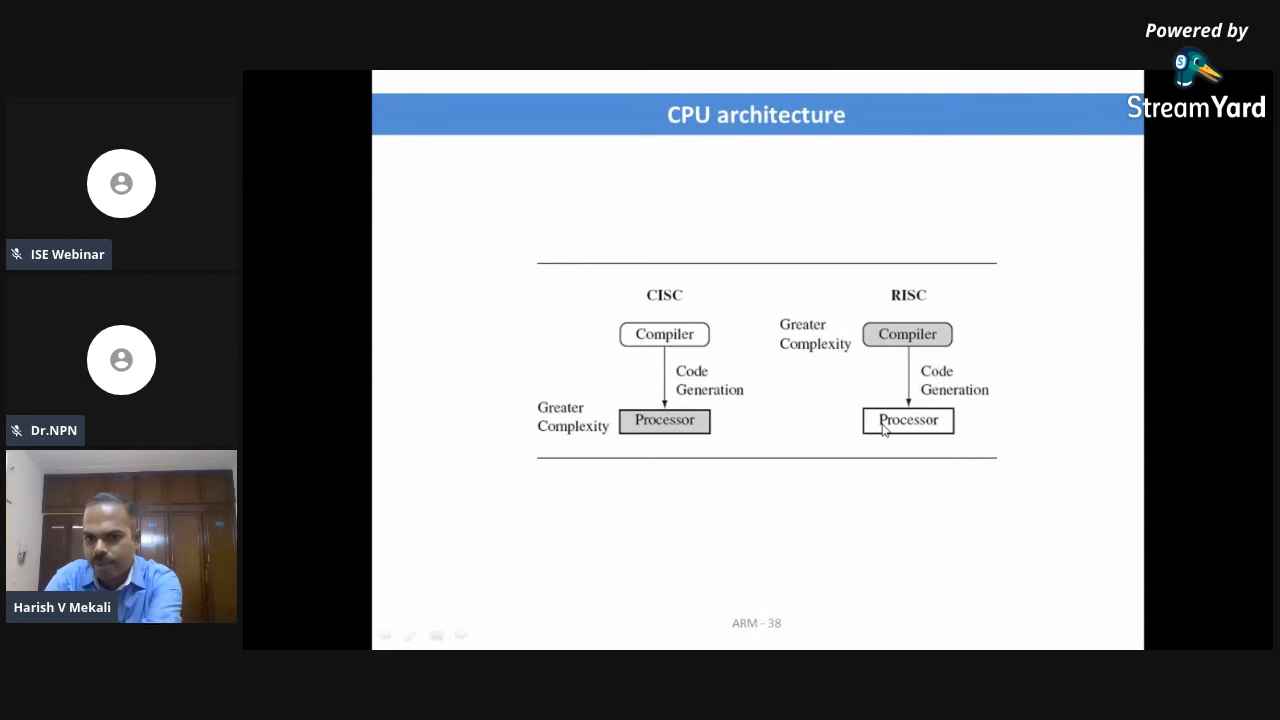 Powered by
StreamYard
CPU architecture
ISE Webinar
Dr.NPN
Harish V Mekali
CISC
Compiler
Code
Generation
Greater
Complexity
Processor
RISC
Greater
Complexity
Compiler
Code
Generation
Processor
ARM - 38